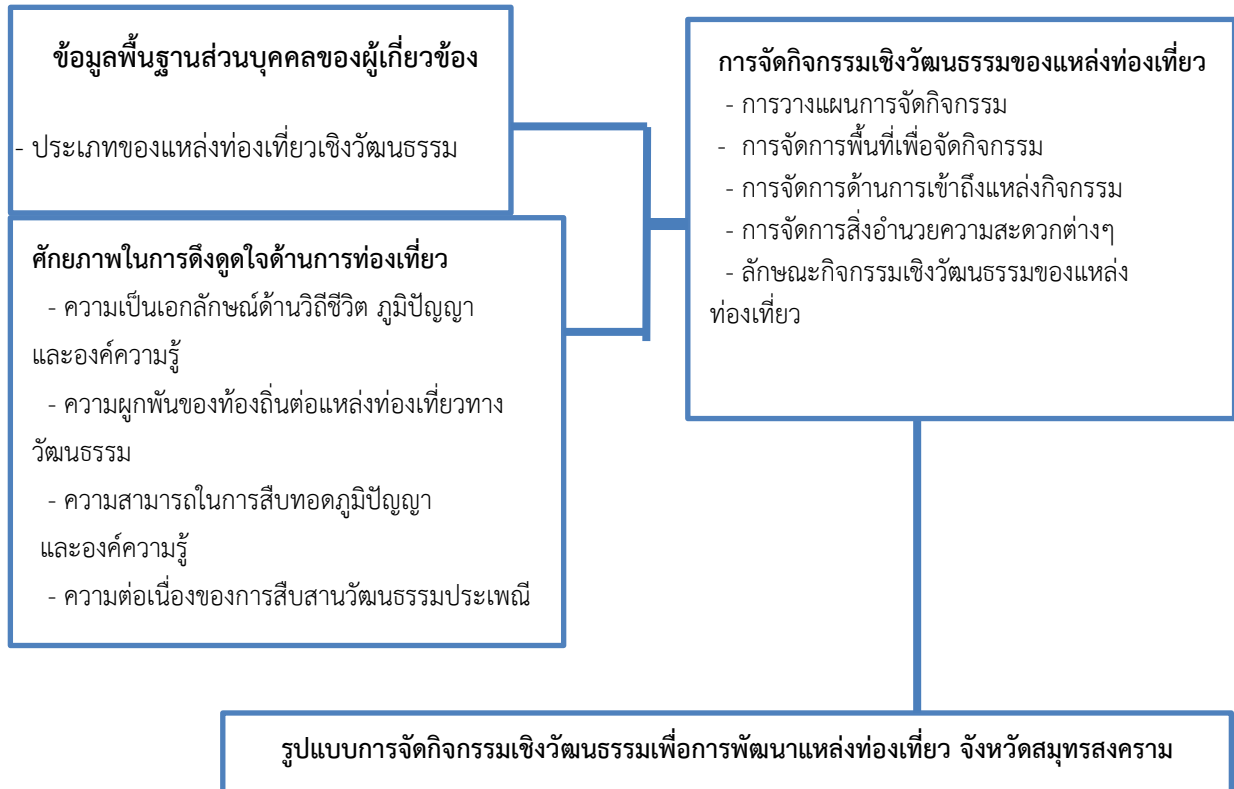 ข้อมูลพื้นฐานส่วนบุคคลของผู้เกี่ยวข้อง
- ประเภทของแหล่งท่องเที่ยวเชิงวัฒนธรรม
ศักยภาพในการดึงดูดใจด้านการท่องเที่ยว
- ความเป็นเอกลักษณ์ด้านวิถีชีวิต ภูมิปัญญา
และองค์ความรู้
- ความผูกพันของท้องถิ่นต่อแหล่งท่องเที่ยวทาง
วัฒนธรรม
- ความสามารถในการสืบทอดภูมิปัญญา
และองค์ความรู้
- ความต่อเนื่องของการสืบสานวัฒนธรรมประเพณี
การจัดกิจกรรมเชิงวัฒนธรรมของแหล่งท่องเที่ยว
- การวางแผนการจัดกิจกรรม
- การจัดการพื้นที่เพื่อจัดกิจกรรม
- การจัดการด้านการเข้าถึงแหล่งกิจกรรม
- การจัดการสิ่งอำนวยความสะดวกต่างๆ
- ลักษณะกิจกรรมเชิงวัฒนธรรมของแหล่ง
ท่องเที่ยว
รูปแบบการจัดกิจกรรมเชิงวัฒนธรรมเพื่อการพัฒนาแหล่งท่องเที่ยว จังหวัดสมุทรสงคราม